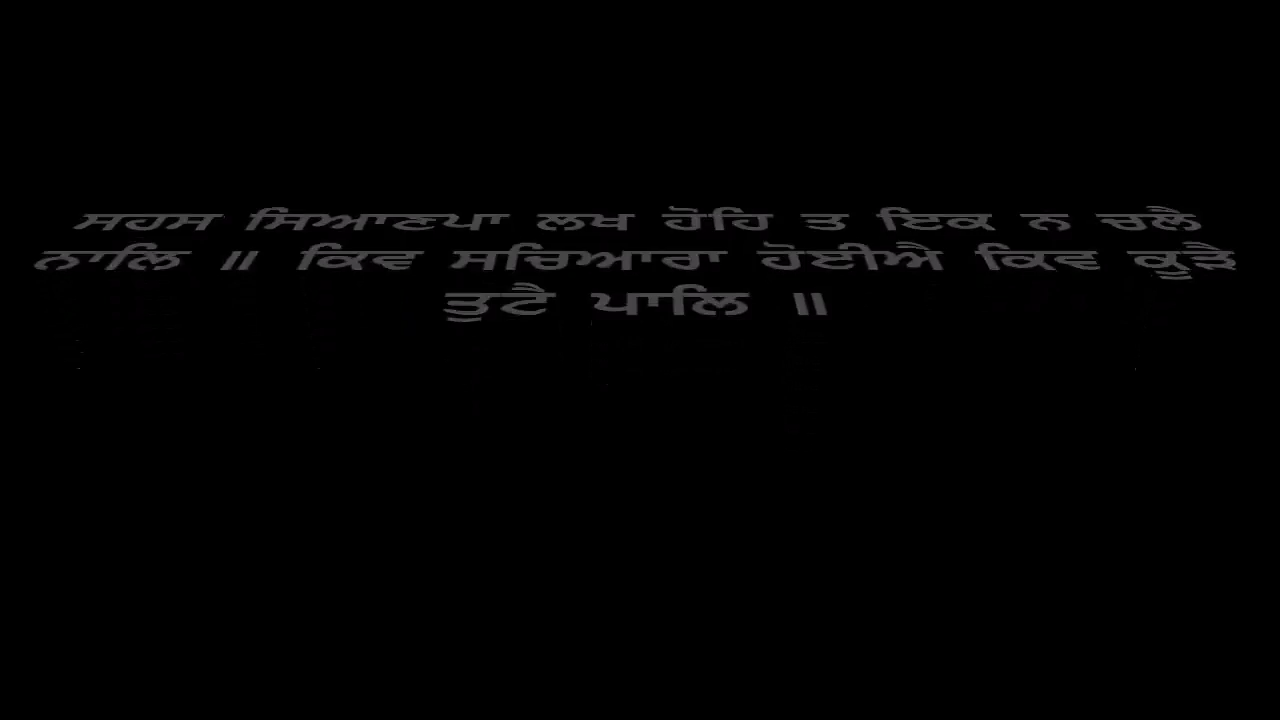 ਸਹਸ ਸਿਆਣਪਾ ਲਖ ਹੋਹਿ ਤ ਇਕ ਨ ਚਲੈ
ਨਾਲਿ ॥ ਕਿਵ ਸਚਿਆਰਾ ਹੋਈਐ ਕਿਵ ਕੂੜੈ
ਤੁਟੈ ਪਾਲਿ ॥